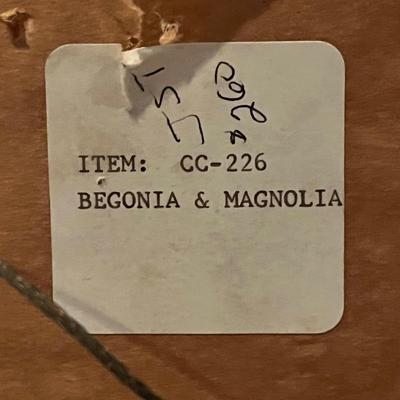 ITEM: CC-226
BEGONIA & MAGNOLIA